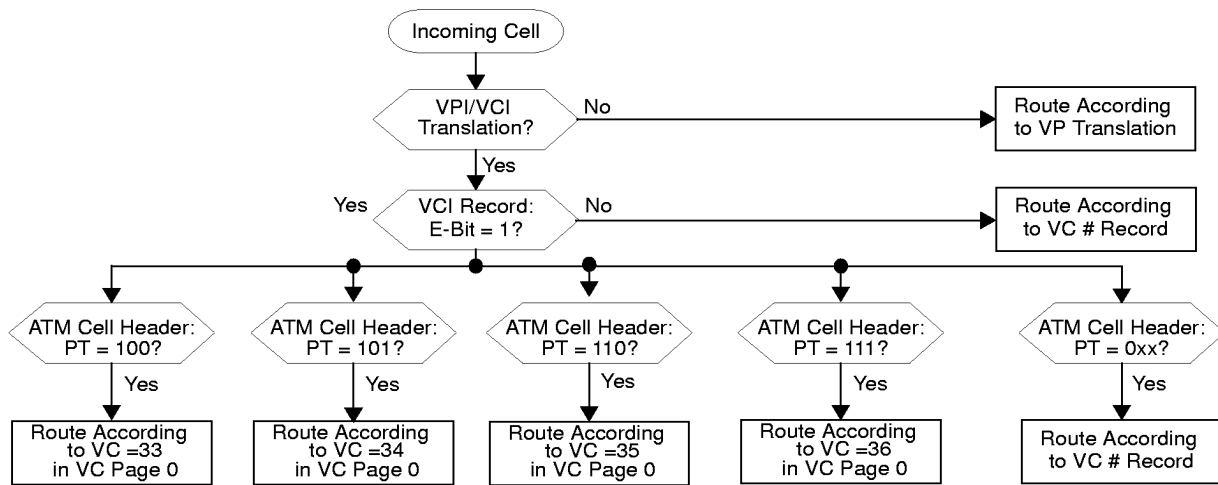 Incoming Cell
VPI/VCI
Translation?
No
Route According
to VP Translation
Yes
Yes
VCI Record:
E-Bit = 1?
No
Route According
to VC # Record
ATM Cell Header:
PT = 100?
ATM Cell Header:
PT = 101?
ATM Cell Header:
PT = 110?
ATM Cell Header:
PT = 111?
ATM Cell Header:
PT = 0xx?
Yes
Yes
Yes
Yes
Yes
Route According
to VC =33
in VC Page 0
Route According
to VC =34
in VC Page 0
Route According
to VC =35
in VC Page 0
Route According
to VC =36
in VC Page 0
Route According
to VC # Record